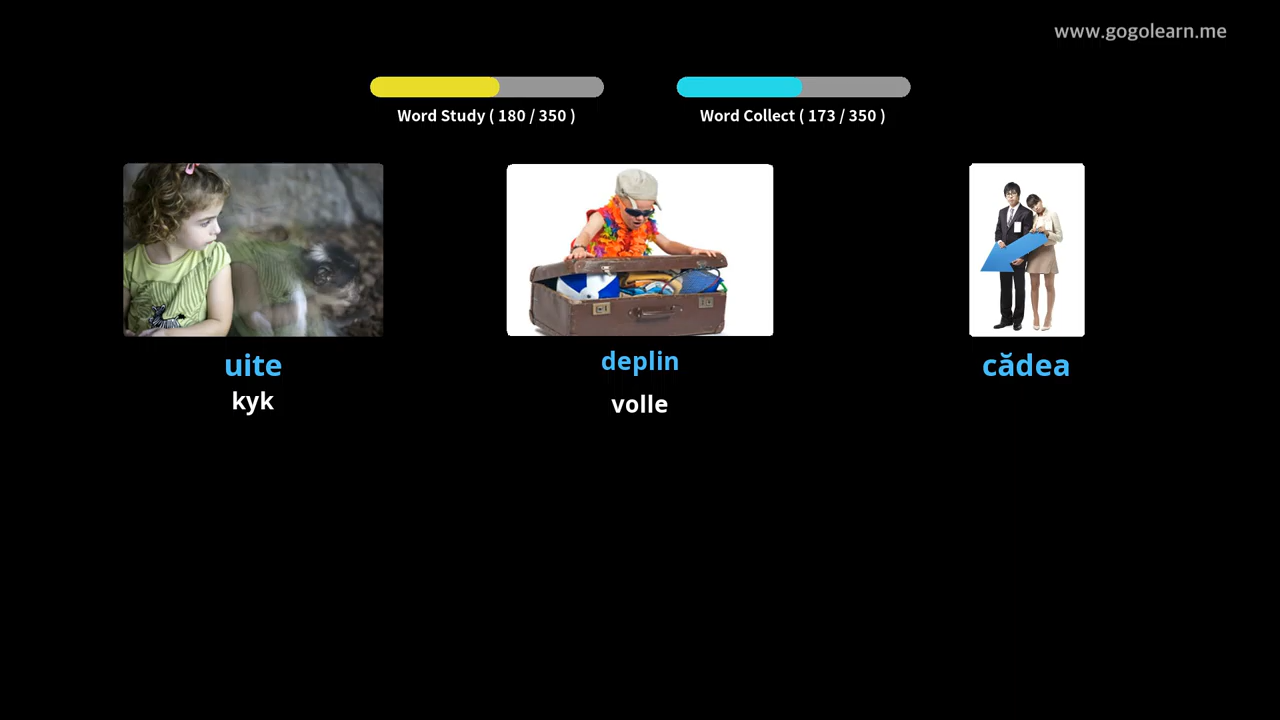 www.gogolearn.me
Word Study ( 180 / 350 )
Word Collect ( 173 / 350 )
uite
kyk
deplin
volle
cădea